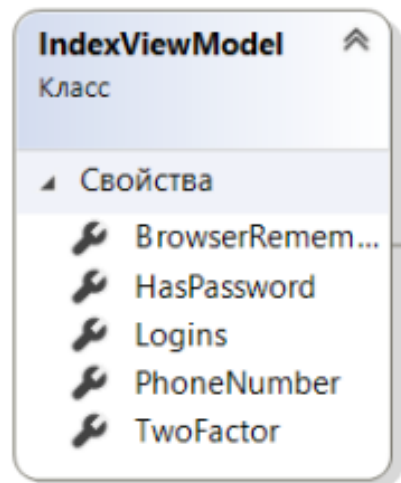 IndexViewModel
Класс
Свойства
BrowserRemem...
HasPassword
Logins
PhoneNumber
TwoFactor